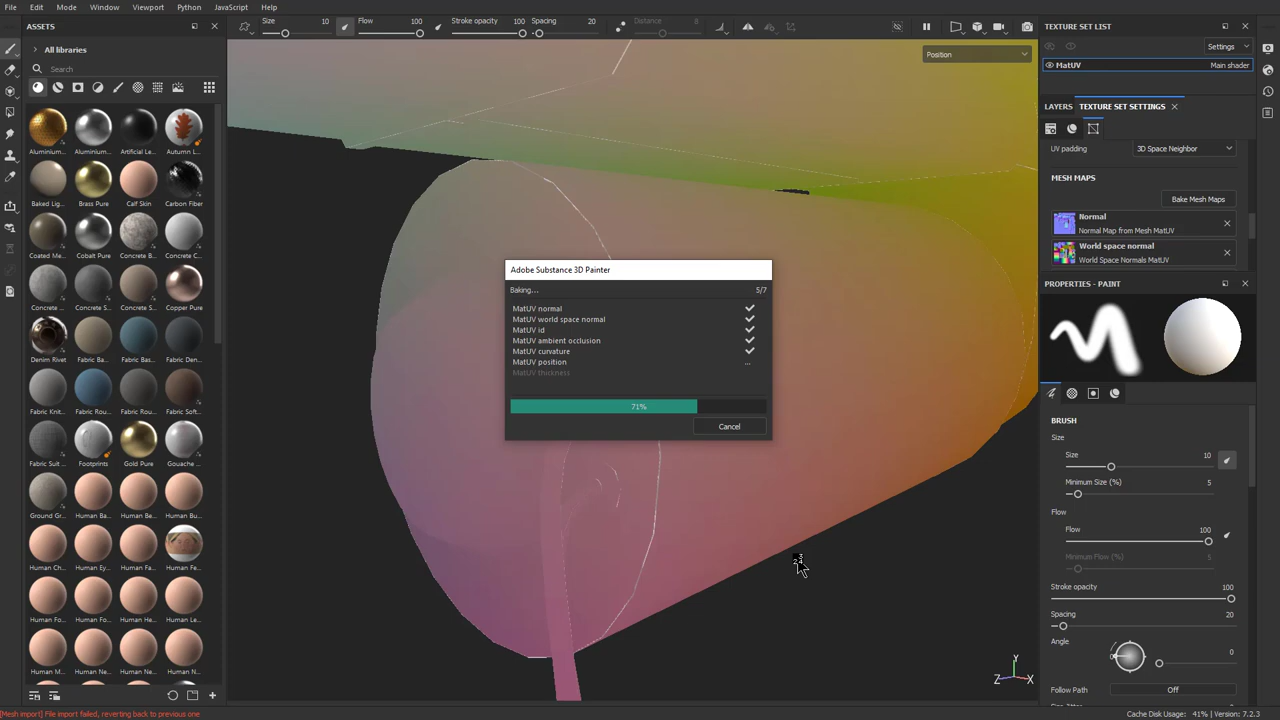 File Edit Mode Window Viewport Python JavaScript Help
ASSETS
Size 10
Flow 100
Stroke opacity 100
Spacing 20
Distance 8
All libraries
Search
Position
Aluminium...
Aluminium...
Artificial Le...
Autumn L...
Baked Lig...
Brass Pure
Calf Skin
Carbon Fiber
Coated Me...
Concrete B...
Concrete C...
Concrete C...
Concrete S...
Concrete S...
Concrete S...
Copper Pure
Denim Rivet
Fabric Ba...
Fabric Bas...
Fabric Den...
Fabric Knit...
Fabric Rou...
Fabric Rou...
Fabric Soft...
Fabric Suit ...
Footprints
Gold Pure
Gouache ...
Ground Gr...
Human Ba...
Human Be...
Human Bu...
Human Ch...
Human Ey...
Human Fa...
Human Fe...
Human Fo...
Human Fo...
Human He...
Human Le...
Human M...
Human Ne...
Human Ne...
Human Ne...
Adobe Substance 3D Painter
Baking... 5/7
MatUV normal
MatUV world space normal
MatUV id
MatUV ambient occlusion
MatUV curvature
MatUV position ...
MatUV thickness
71%
Cancel
Y
Z X
TEXTURE SET LIST
Settings
MatUV Main shader
LAYERS TEXTURE SET SETTINGS
UV padding 3D Space Neighbor
MESH MAPS
Bake Mesh Maps
Normal
Normal Map from Mesh MatUV
World space normal
World Space Normals MatUV
PROPERTIES - PAINT
BRUSH
Size
Size 10
Minimum Size (%) 5
Flow
Flow 100
Minimum Flow (%) 5
Stroke opacity 100
Spacing 20
Angle 0
Follow Path Off
[Mesh import] File import failed, reverting back to previous one
Cache Disk Usage: 41% | Version: 7.2.3